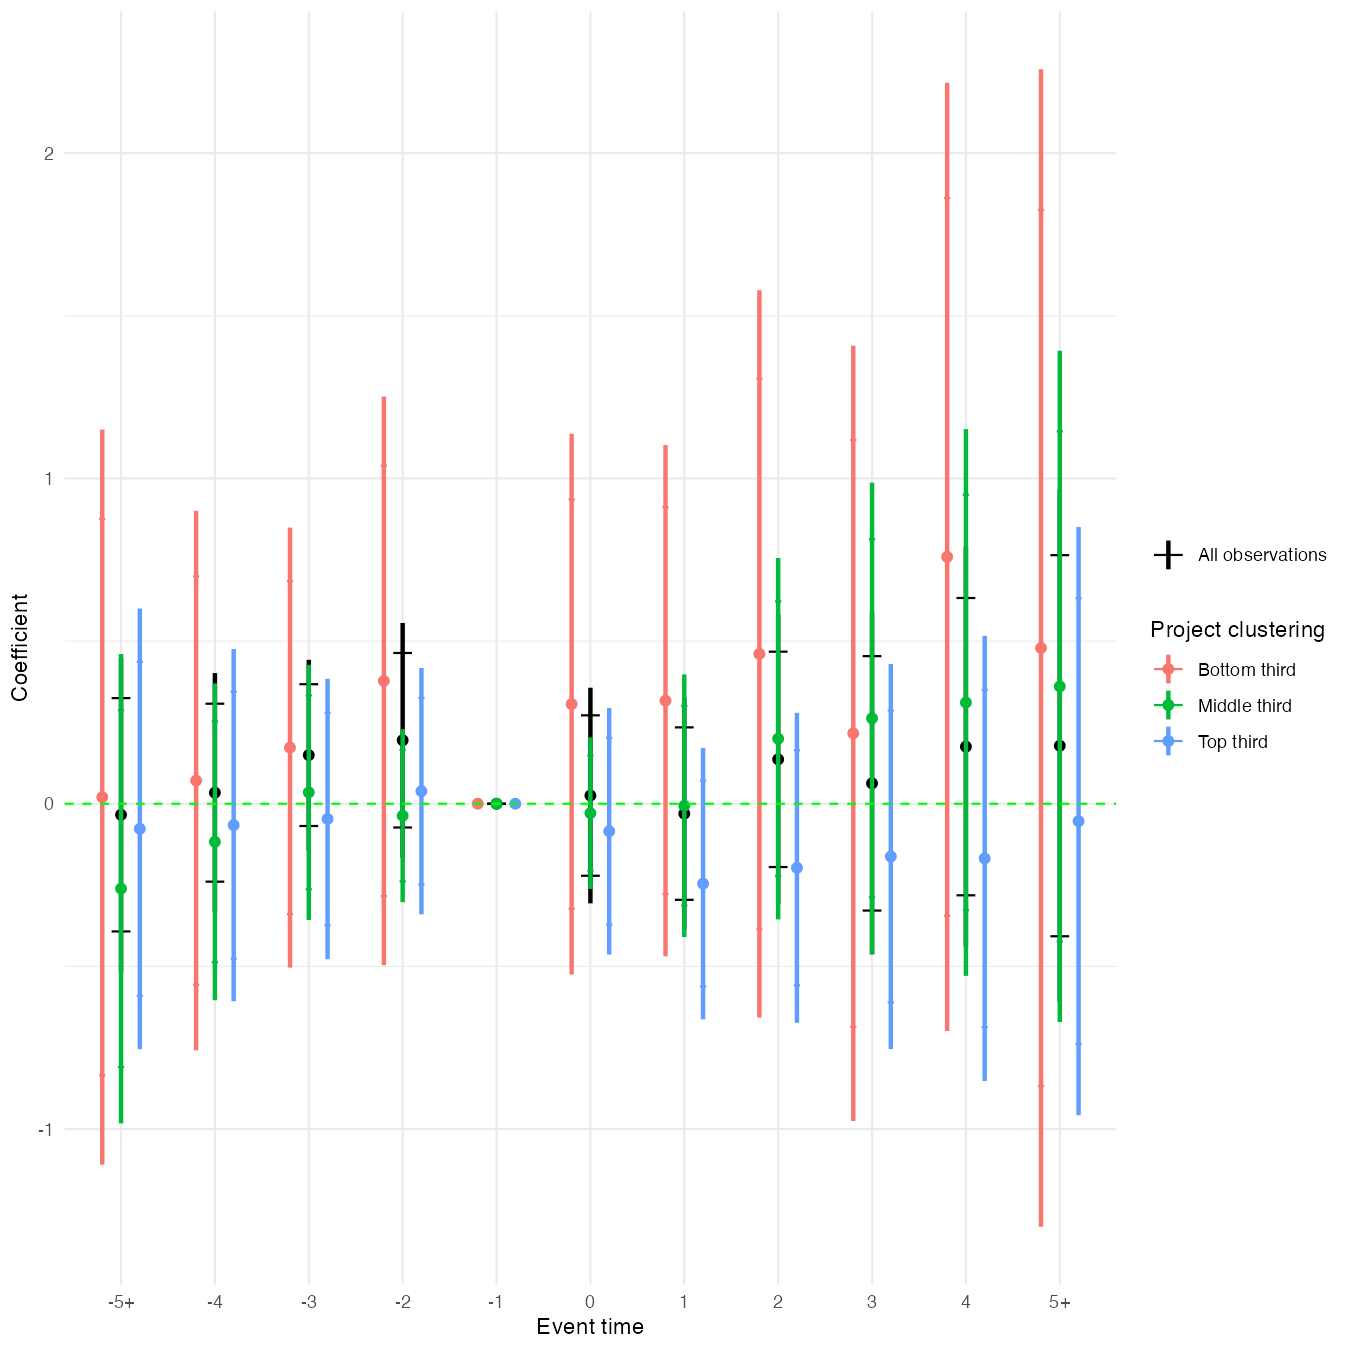 2
1
0
-1
Coefficient
-5+
-4
-3
-2
-1
0
1
2
3
4
5+
Event time
All observations
Project clustering
Bottom third
Middle third
Top third